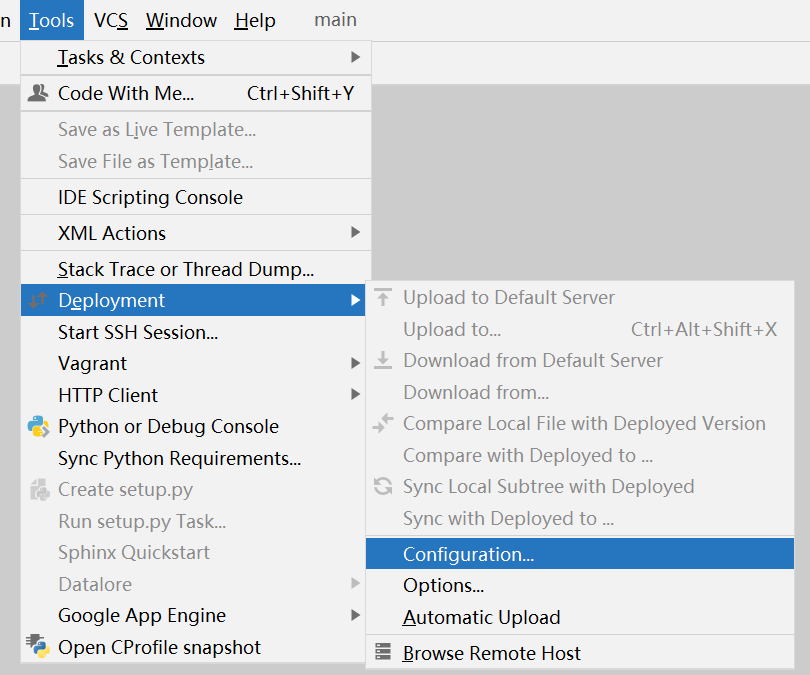 n Tools VCS Window Help main
Tasks & Contexts
Code With Me... Ctrl+Shift+Y
Save as Live Template...
Save File as Template...
IDE Scripting Console
XML Actions
Stack Trace or Thread Dump...
Deployment
Start SSH Session...
Vagrant
HTTP Client
Python or Debug Console
Sync Python Requirements...
Create setup.py
Run setup.py Task...
Sphinx Quickstart
Datalore
Google App Engine
Open CProfile snapshot
Upload to Default Server
Upload to... Ctrl+Alt+Shift+X
Download from Default Server
Download from...
Compare Local File with Deployed Version
Compare with Deployed to ...
Sync Local Subtree with Deployed
Sync with Deployed to ...
Configuration...
Options...
Automatic Upload
Browse Remote Host